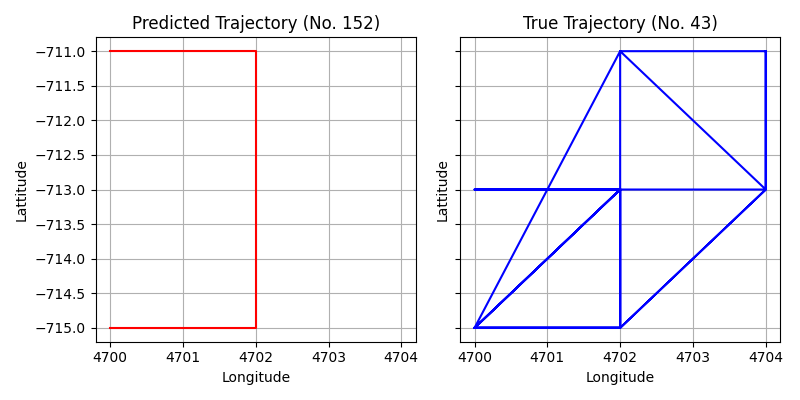 Predicted Trajectory (No. 152)
−711.0
−711.5
−712.0
−712.5
−713.0
−713.5
−714.0
−714.5
−715.0
Lattitude
4700 4701 4702 4703 4704
Longitude
True Trajectory (No. 43)
Lattitude
4700 4701 4702 4703 4704
Longitude